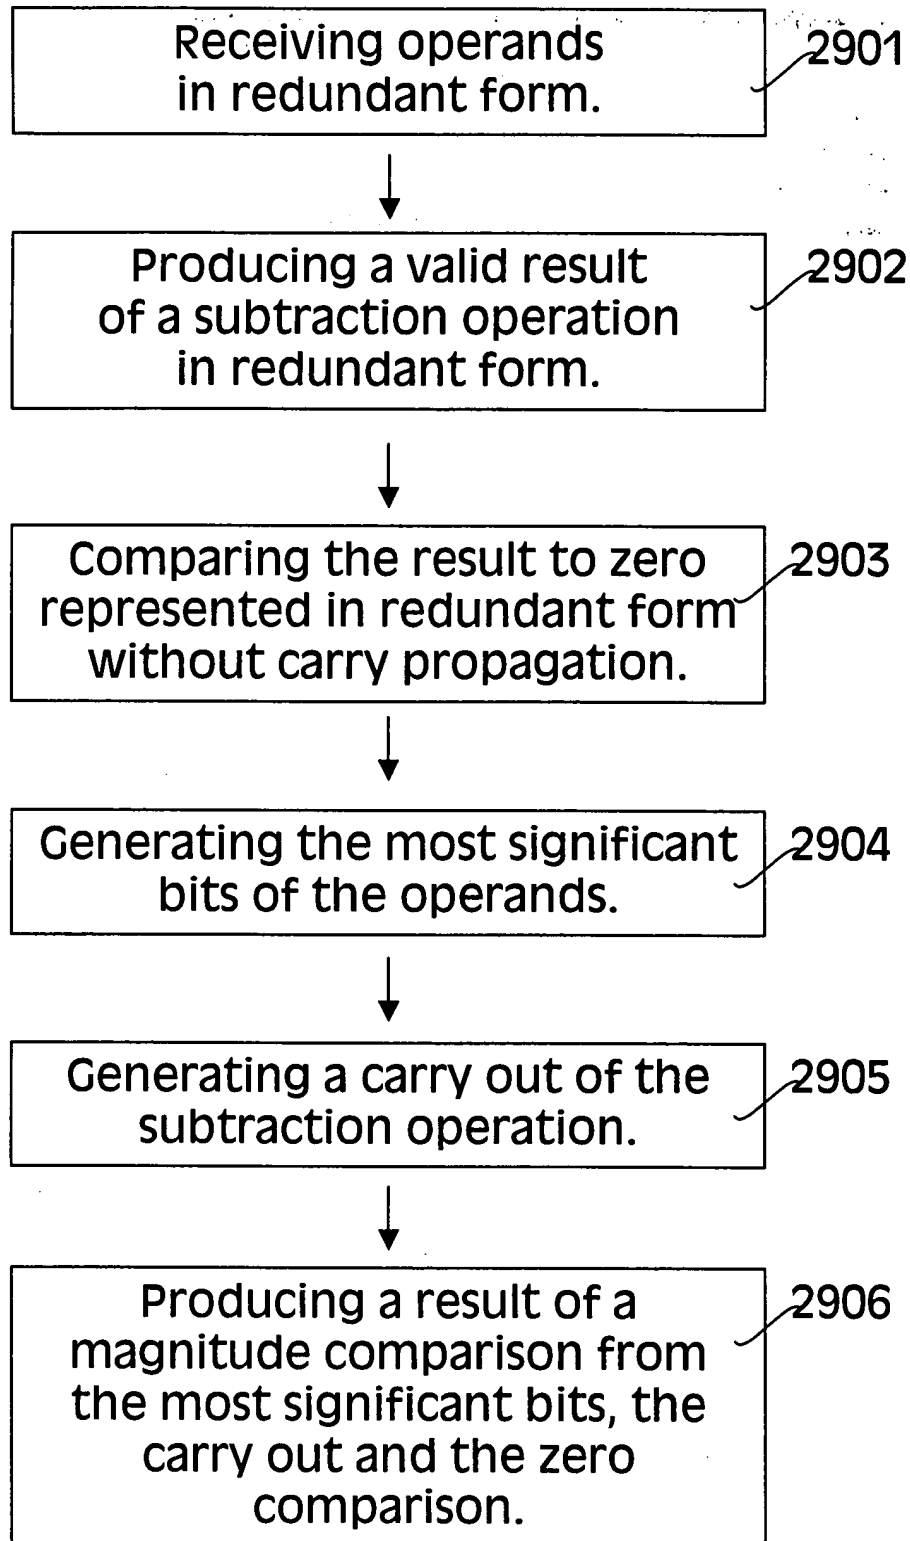 Receiving operands
in redundant form.
2901
Producing a valid result
of a subtraction operation
in redundant form.
2902
Comparing the result to zero
represented in redundant form
without carry propagation.
2903
Generating the most significant
bits of the operands.
2904
Generating a carry out of the
subtraction operation.
2905
Producing a result of a
magnitude comparison from
the most significant bits, the
carry out and the zero
comparison.
2906